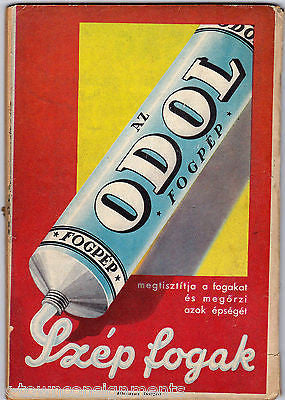 AZ
ODOL
FOGPÉP
* FOGPÉP *
megtisztítja a fogakat
és megőrzi
azok épségét
Szép fogak